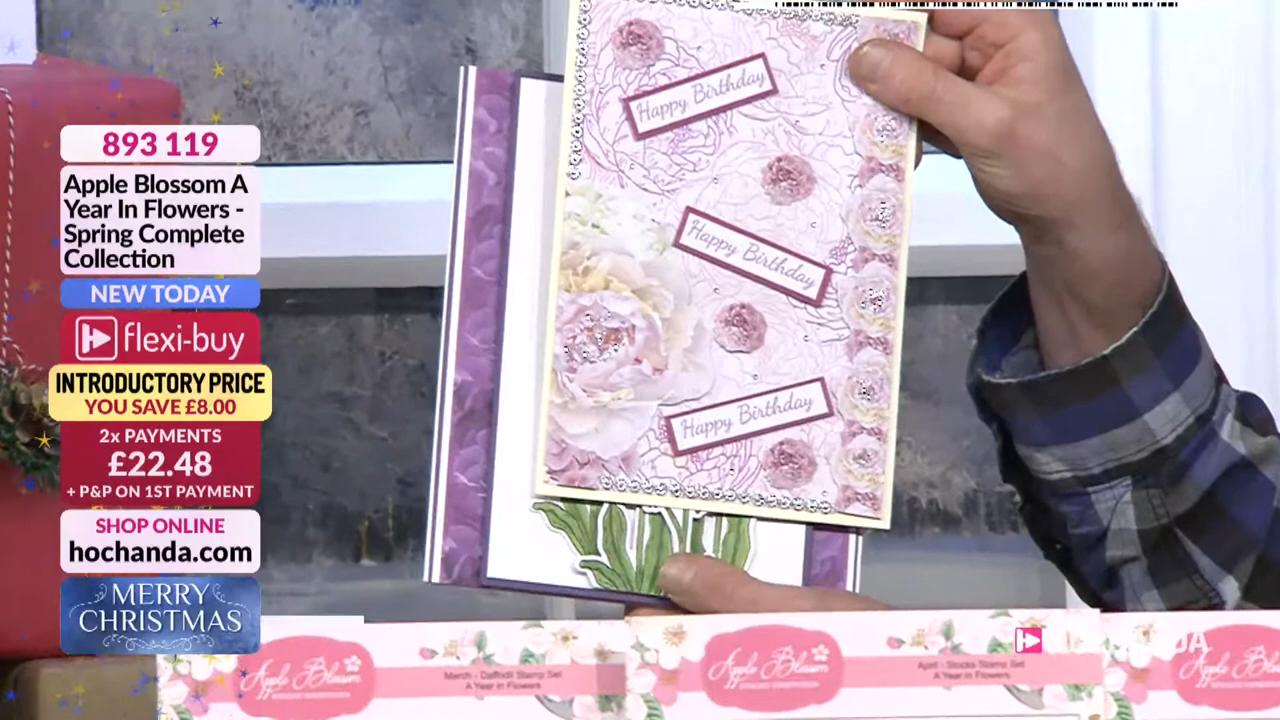 893 119
Apple Blossom A
Year In Flowers -
Spring Complete
Collection
NEW TODAY
flexi-buy
INTRODUCTORY PRICE
YOU SAVE £8.00
2x PAYMENTS
£22.48
+ P&P ON 1ST PAYMENT
SHOP ONLINE
hochanda.com
MERRY
CHRISTMAS
Happy Birthday
Happy Birthday
Happy Birthday
Apple Blossom
March - Daffodil Stamp Set
A Year in Flowers
Apple Blossom
April - Stocks Stamp Set
A Year in Flowers
Apple Blossom